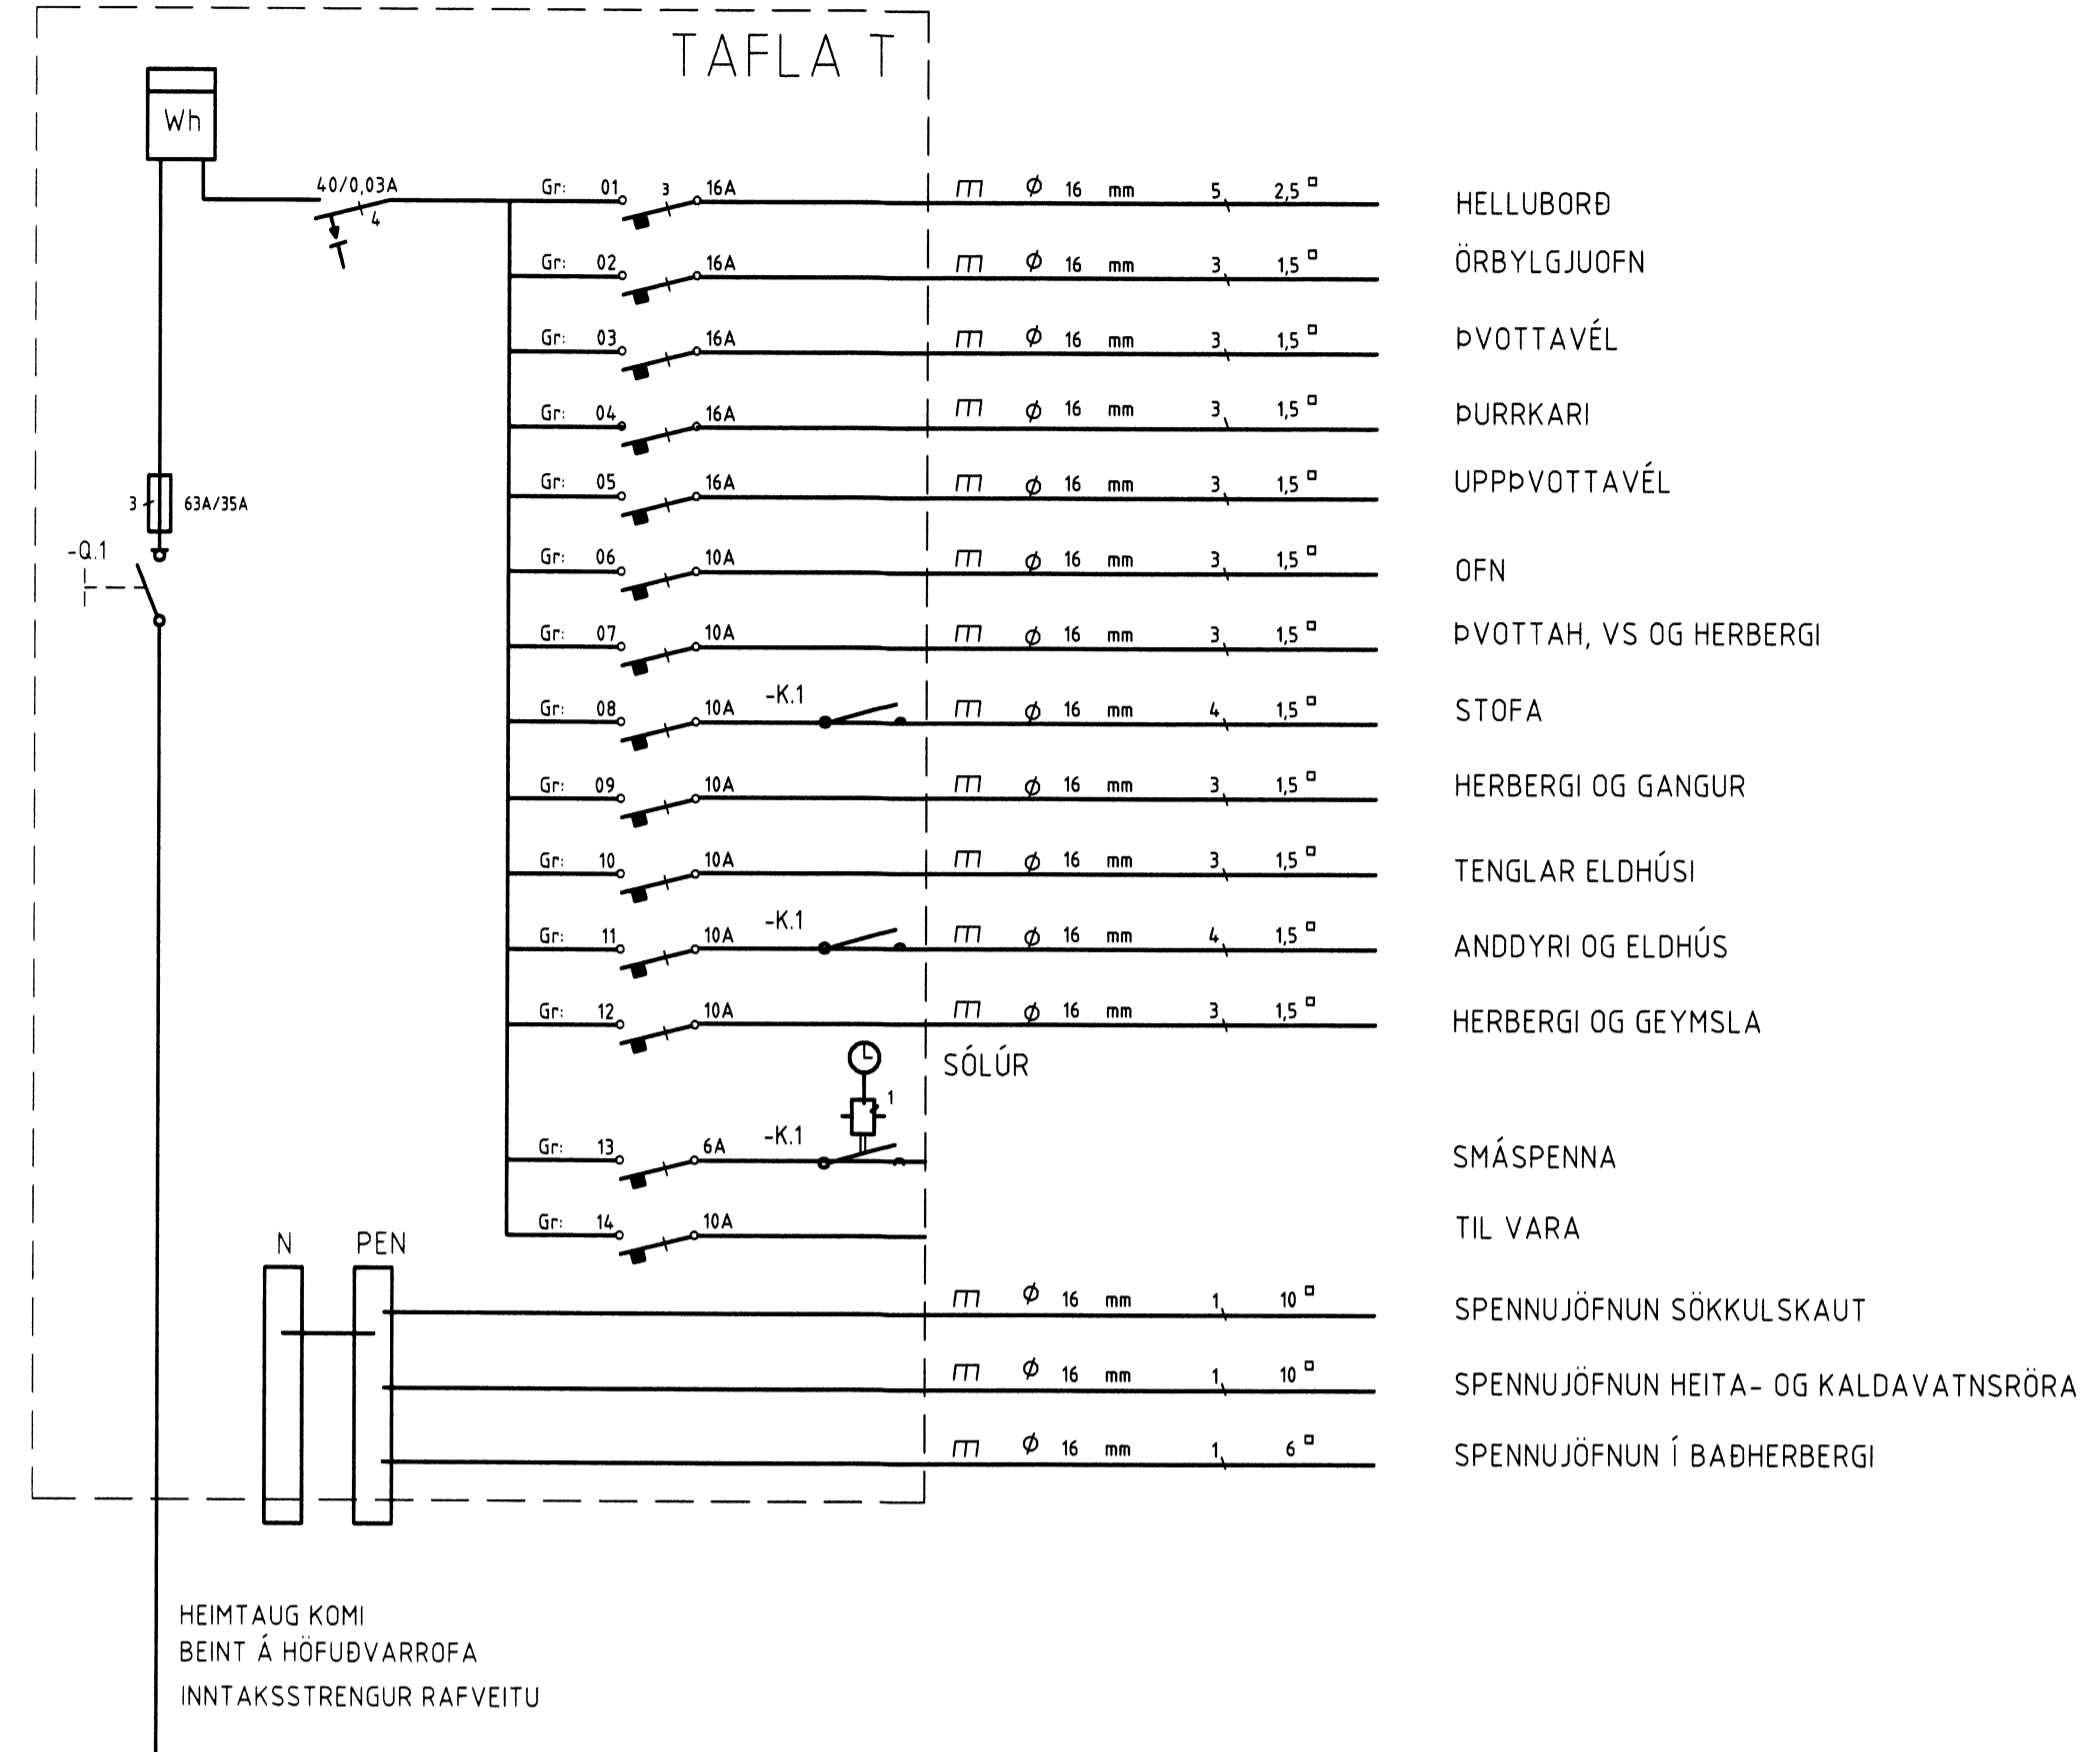 TAFLA T
Wh
40/0,03A
4
Gr: 01 3 16A Ø 16 mm 5 2,5 HELLUBORÐ
Gr: 02 16A Ø 16 mm 3 1,5 ÖRBYLGJUOFN
Gr: 03 16A Ø 16 mm 3 1,5 ÞVOTTAVÉL
Gr: 04 16A Ø 16 mm 3 1,5 ÞURRKARI
Gr: 05 16A Ø 16 mm 3 1,5 UPPÞVOTTAVÉL
3 63A/35A
-Q.1
Gr: 06 10A Ø 16 mm 3 1,5 OFN
Gr: 07 10A Ø 16 mm 3 1,5 ÞVOTTAH, VS OG HERBERGI
Gr: 08 10A -K.1 Ø 16 mm 4 1,5 STOFA
Gr: 09 10A Ø 16 mm 3 1,5 HERBERGI OG GANGUR
Gr: 10 10A Ø 16 mm 3 1,5 TENGLAR ELDHÚSI
Gr: 11 10A -K.1 Ø 16 mm 4 1,5 ANDDYRI OG ELDHÚS
Gr: 12 10A Ø 16 mm 3 1,5 HERBERGI OG GEYMSLA
SÓLÚR
1
Gr: 13 6A -K.1 SMÁSPENNA
Gr: 14 10A TIL VARA
N PEN
Ø 16 mm 1 10 SPENNUJÖFNUN SÖKKULSKAUT
Ø 16 mm 1 10 SPENNUJÖFNUN HEITA- OG KALDAVATNSRÖRA
Ø 16 mm 1 6 SPENNUJÖFNUN Í BAÐHERBERGI
HEIMTAUG KOMI
BEINT Á HÖFUÐVARROFA
INNTAKSSTRENGUR RAFVEITU